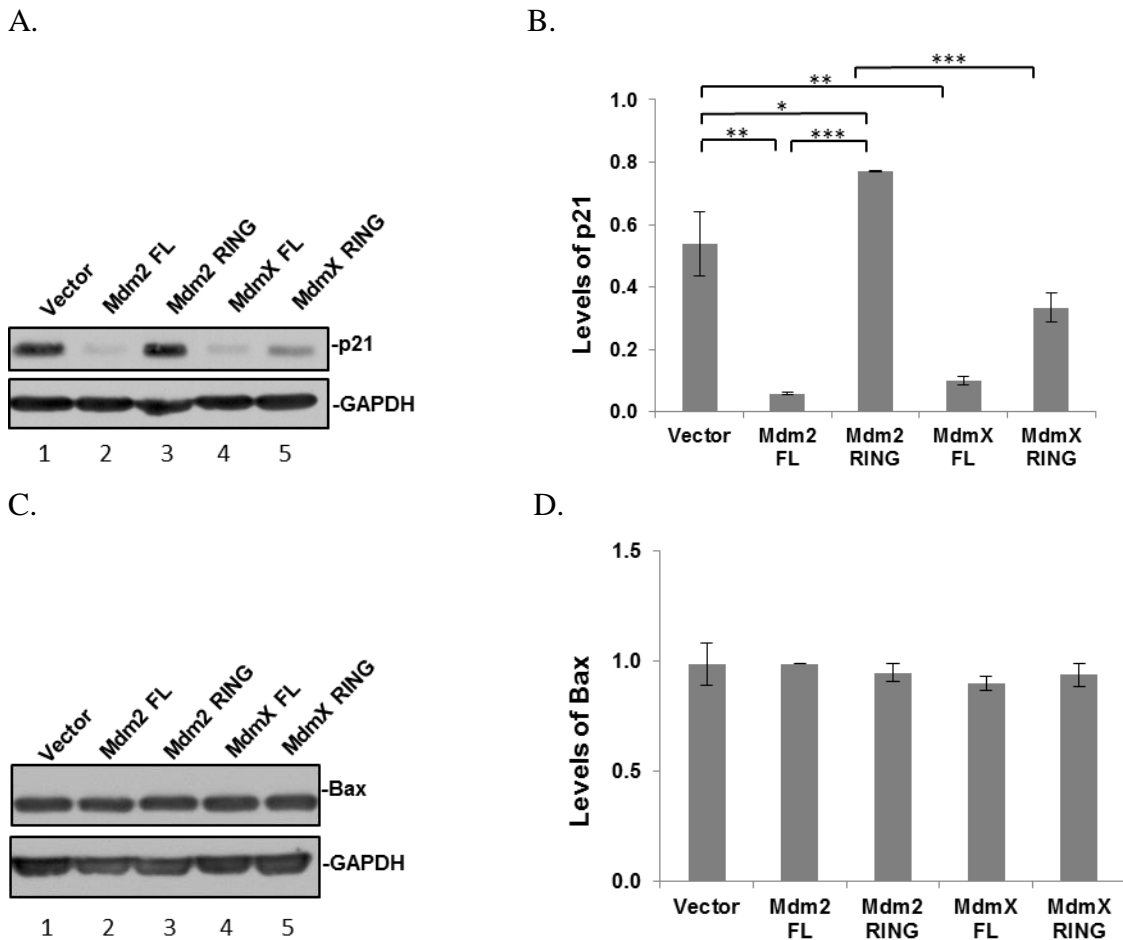 A.
Vector
Mdm2 FL
Mdm2 RING
MdmX FL
MdmX RING
-p21
-GAPDH
1 2 3 4 5
B.
Levels of p21
1.0
0.8
0.6
0.4
0.2
0.0
***
**
*
** ***
Vector Mdm2 Mdm2 MdmX MdmX
FL RING FL RING
C.
Vector
Mdm2 FL
Mdm2 RING
MdmX FL
MdmX RING
-Bax
-GAPDH
1 2 3 4 5
D.
Levels of Bax
1.5
1.0
0.5
0.0
Vector Mdm2 Mdm2 MdmX MdmX
FL RING FL RING